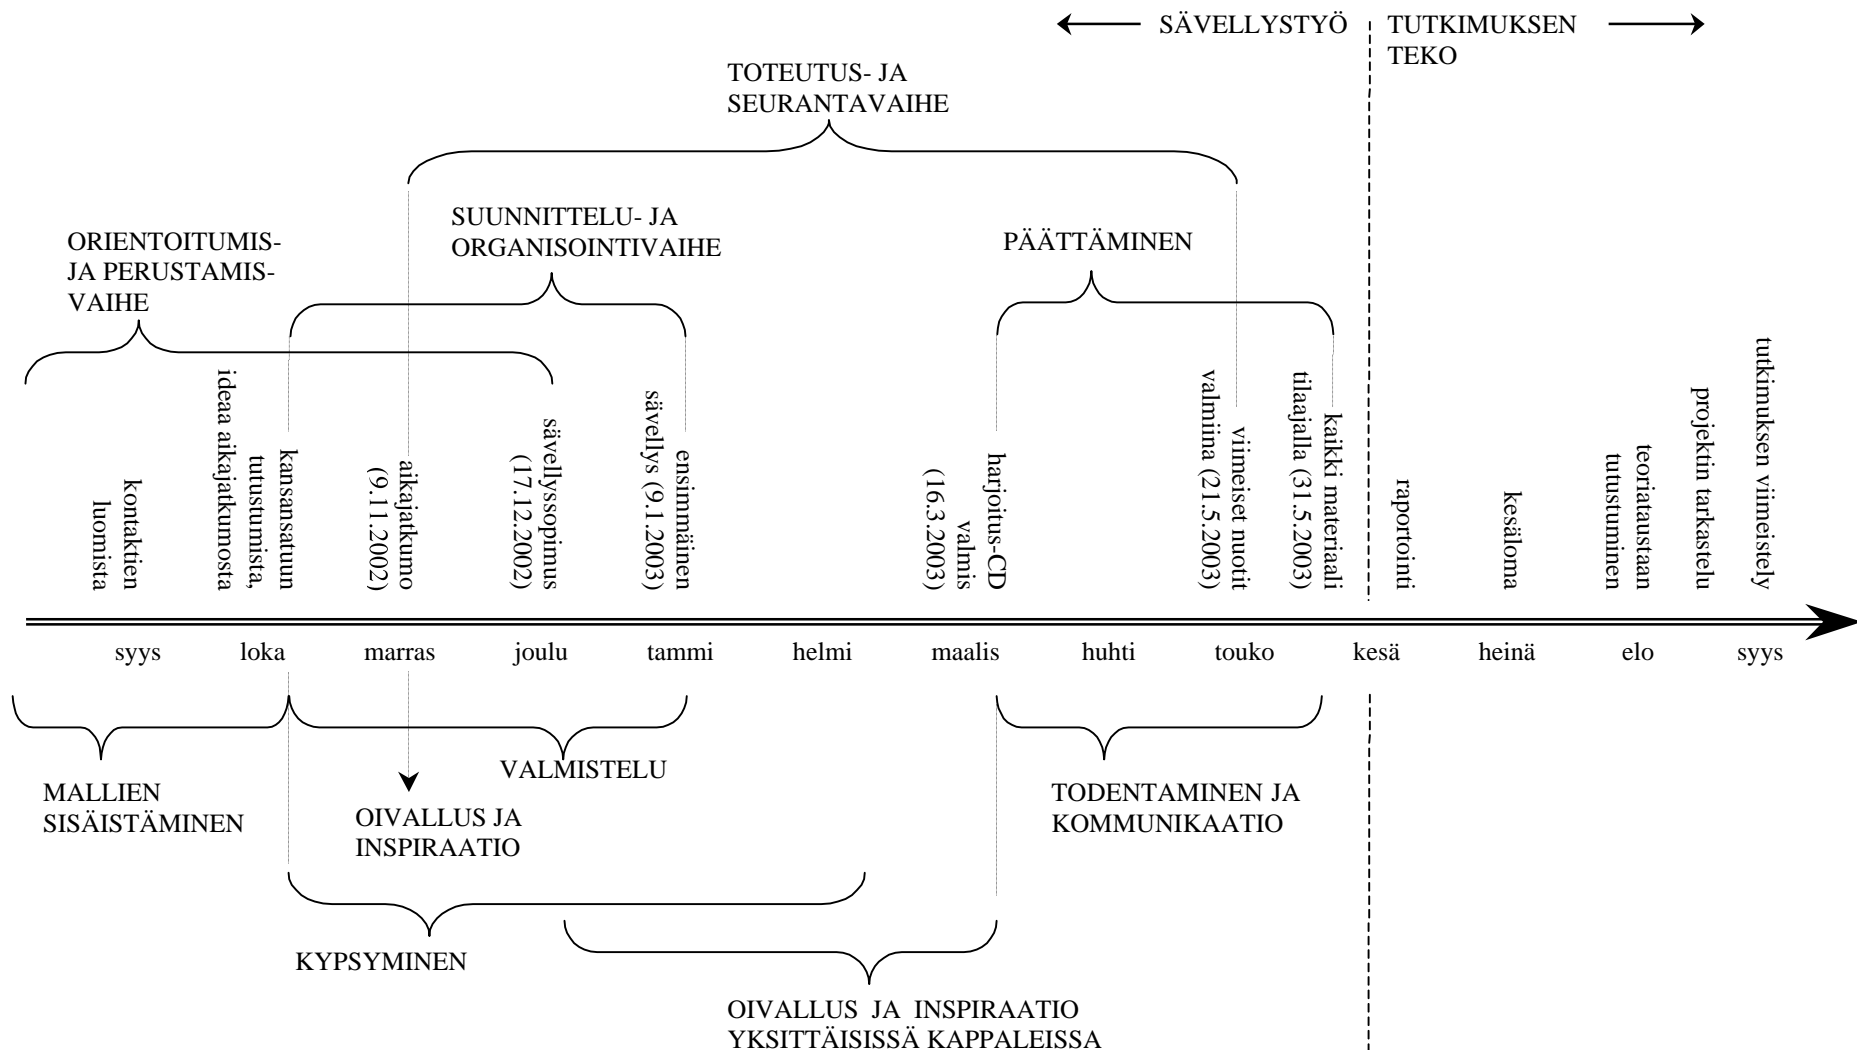 SÄVELLYSTYÖ
TUTKIMUKSEN
TEKO
TOTEUTUS- JA
SEURANTAVAIHE
SUUNNITTELU- JA
ORGANISOINTIVAIHE
ORIENTOITUMIS-
JA PERUSTAMIS-
VAIHE
PÄÄTTÄMINEN
kontaktien
luomista
kansansatuun
tutustumista,
ideaa aikajatkumosta
aikajatkumo
(9.11.2002)
sävellyssopimus
(17.12.2002)
ensimmäinen
sävellys (9.1.2003)
harjoitus-CD
valmis
(16.3.2003)
viimeiset nuotit
valmiina (21.5.2003)
kaikki materiaali
tilaajalla (31.5.2003)
raportointi
kesäloma
teoriataustaan
tutustuminen
projektin tarkastelu
tutkimuksen viimeistely
syys
loka
marras
joulu
tammi
helmi
maalis
huhti
touko
kesä
heinä
elo
syys
MALLIEN
SISÄISTÄMINEN
VALMISTELU
OIVALLUS JA
INSPIRAATIO
TODENTAMINEN JA
KOMMUNIKAATIO
KYPSYMINEN
OIVALLUS JA INSPIRAATIO
YKSITTÄISISSÄ KAPPALEISSA